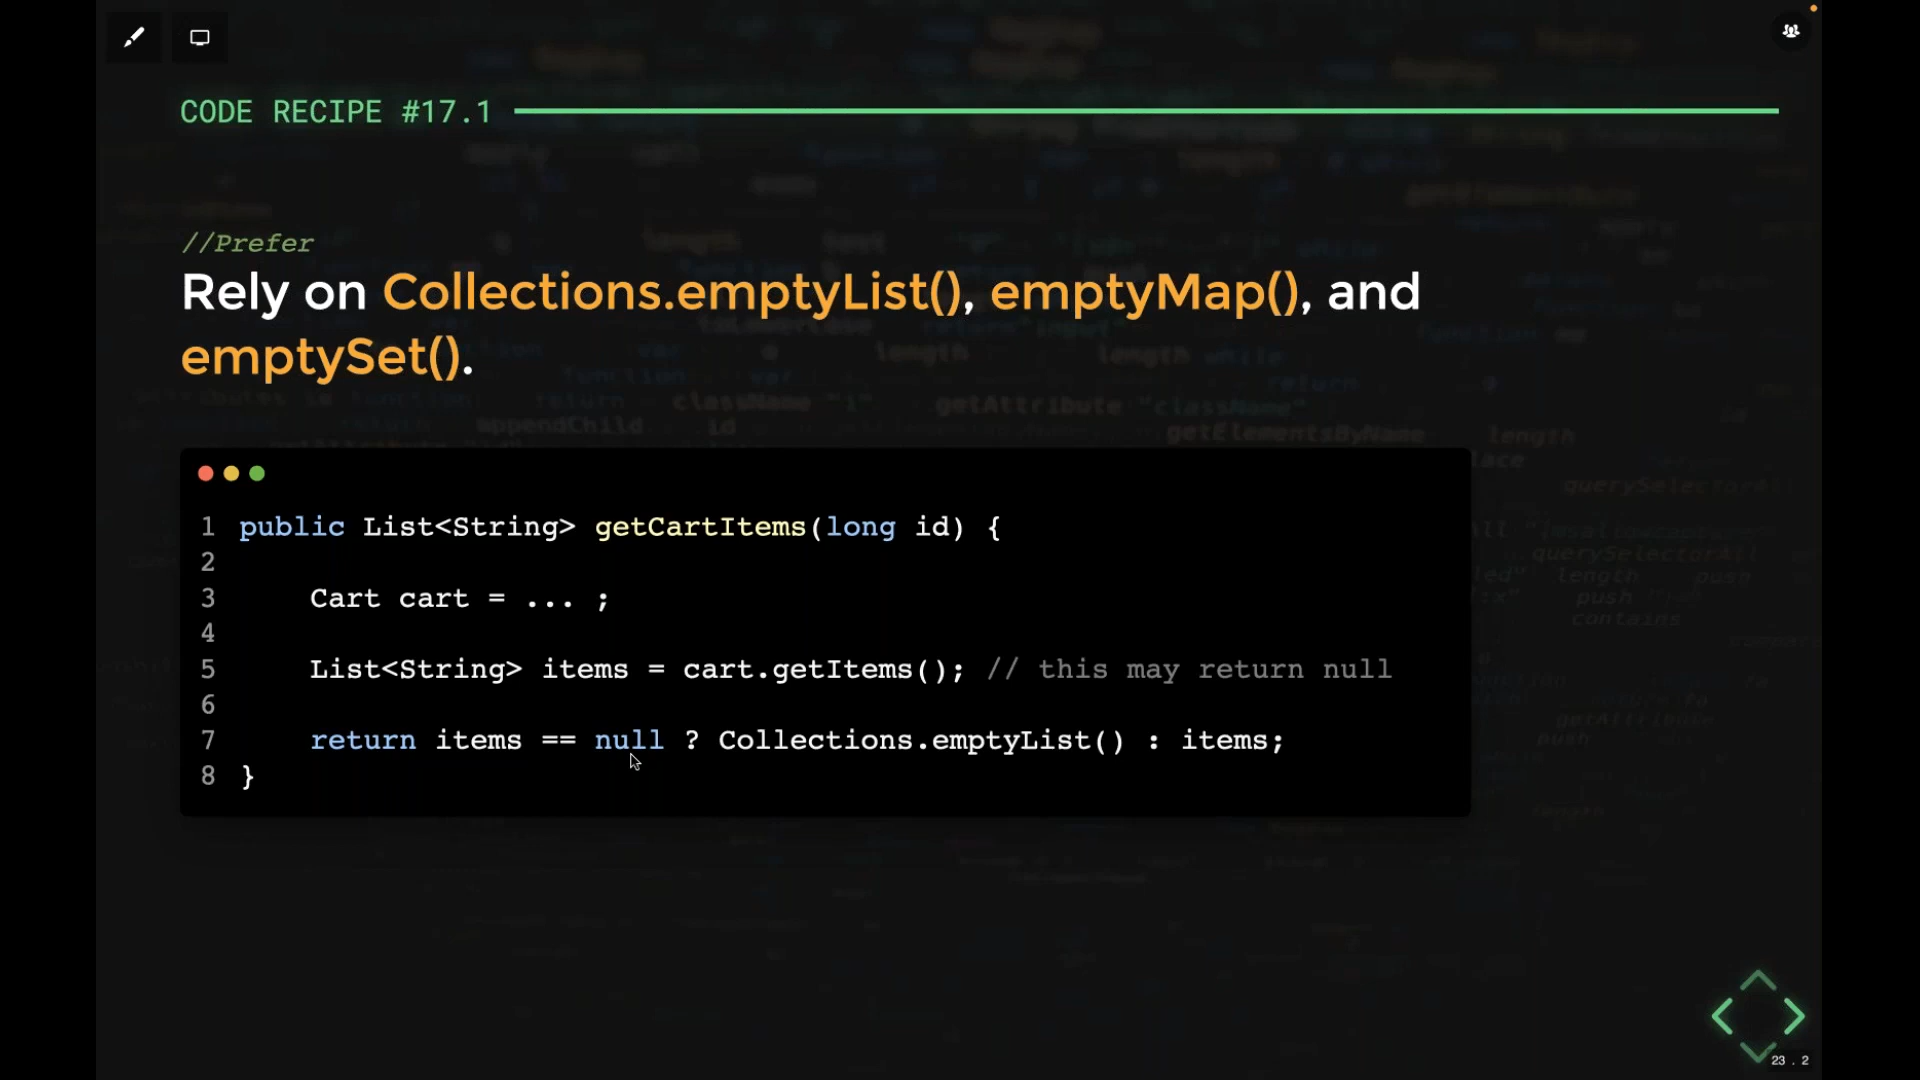 CODE RECIPE #17.1
//Prefer
Rely on Collections.emptyList(), emptyMap(), and
emptySet().
1 public List<String> getCartItems(long id) {
2
3     Cart cart = ... ;
4
5     List<String> items = cart.getItems(); // this may return null
6
7     return items == null ? Collections.emptyList() : items;
8 }
23 . 2